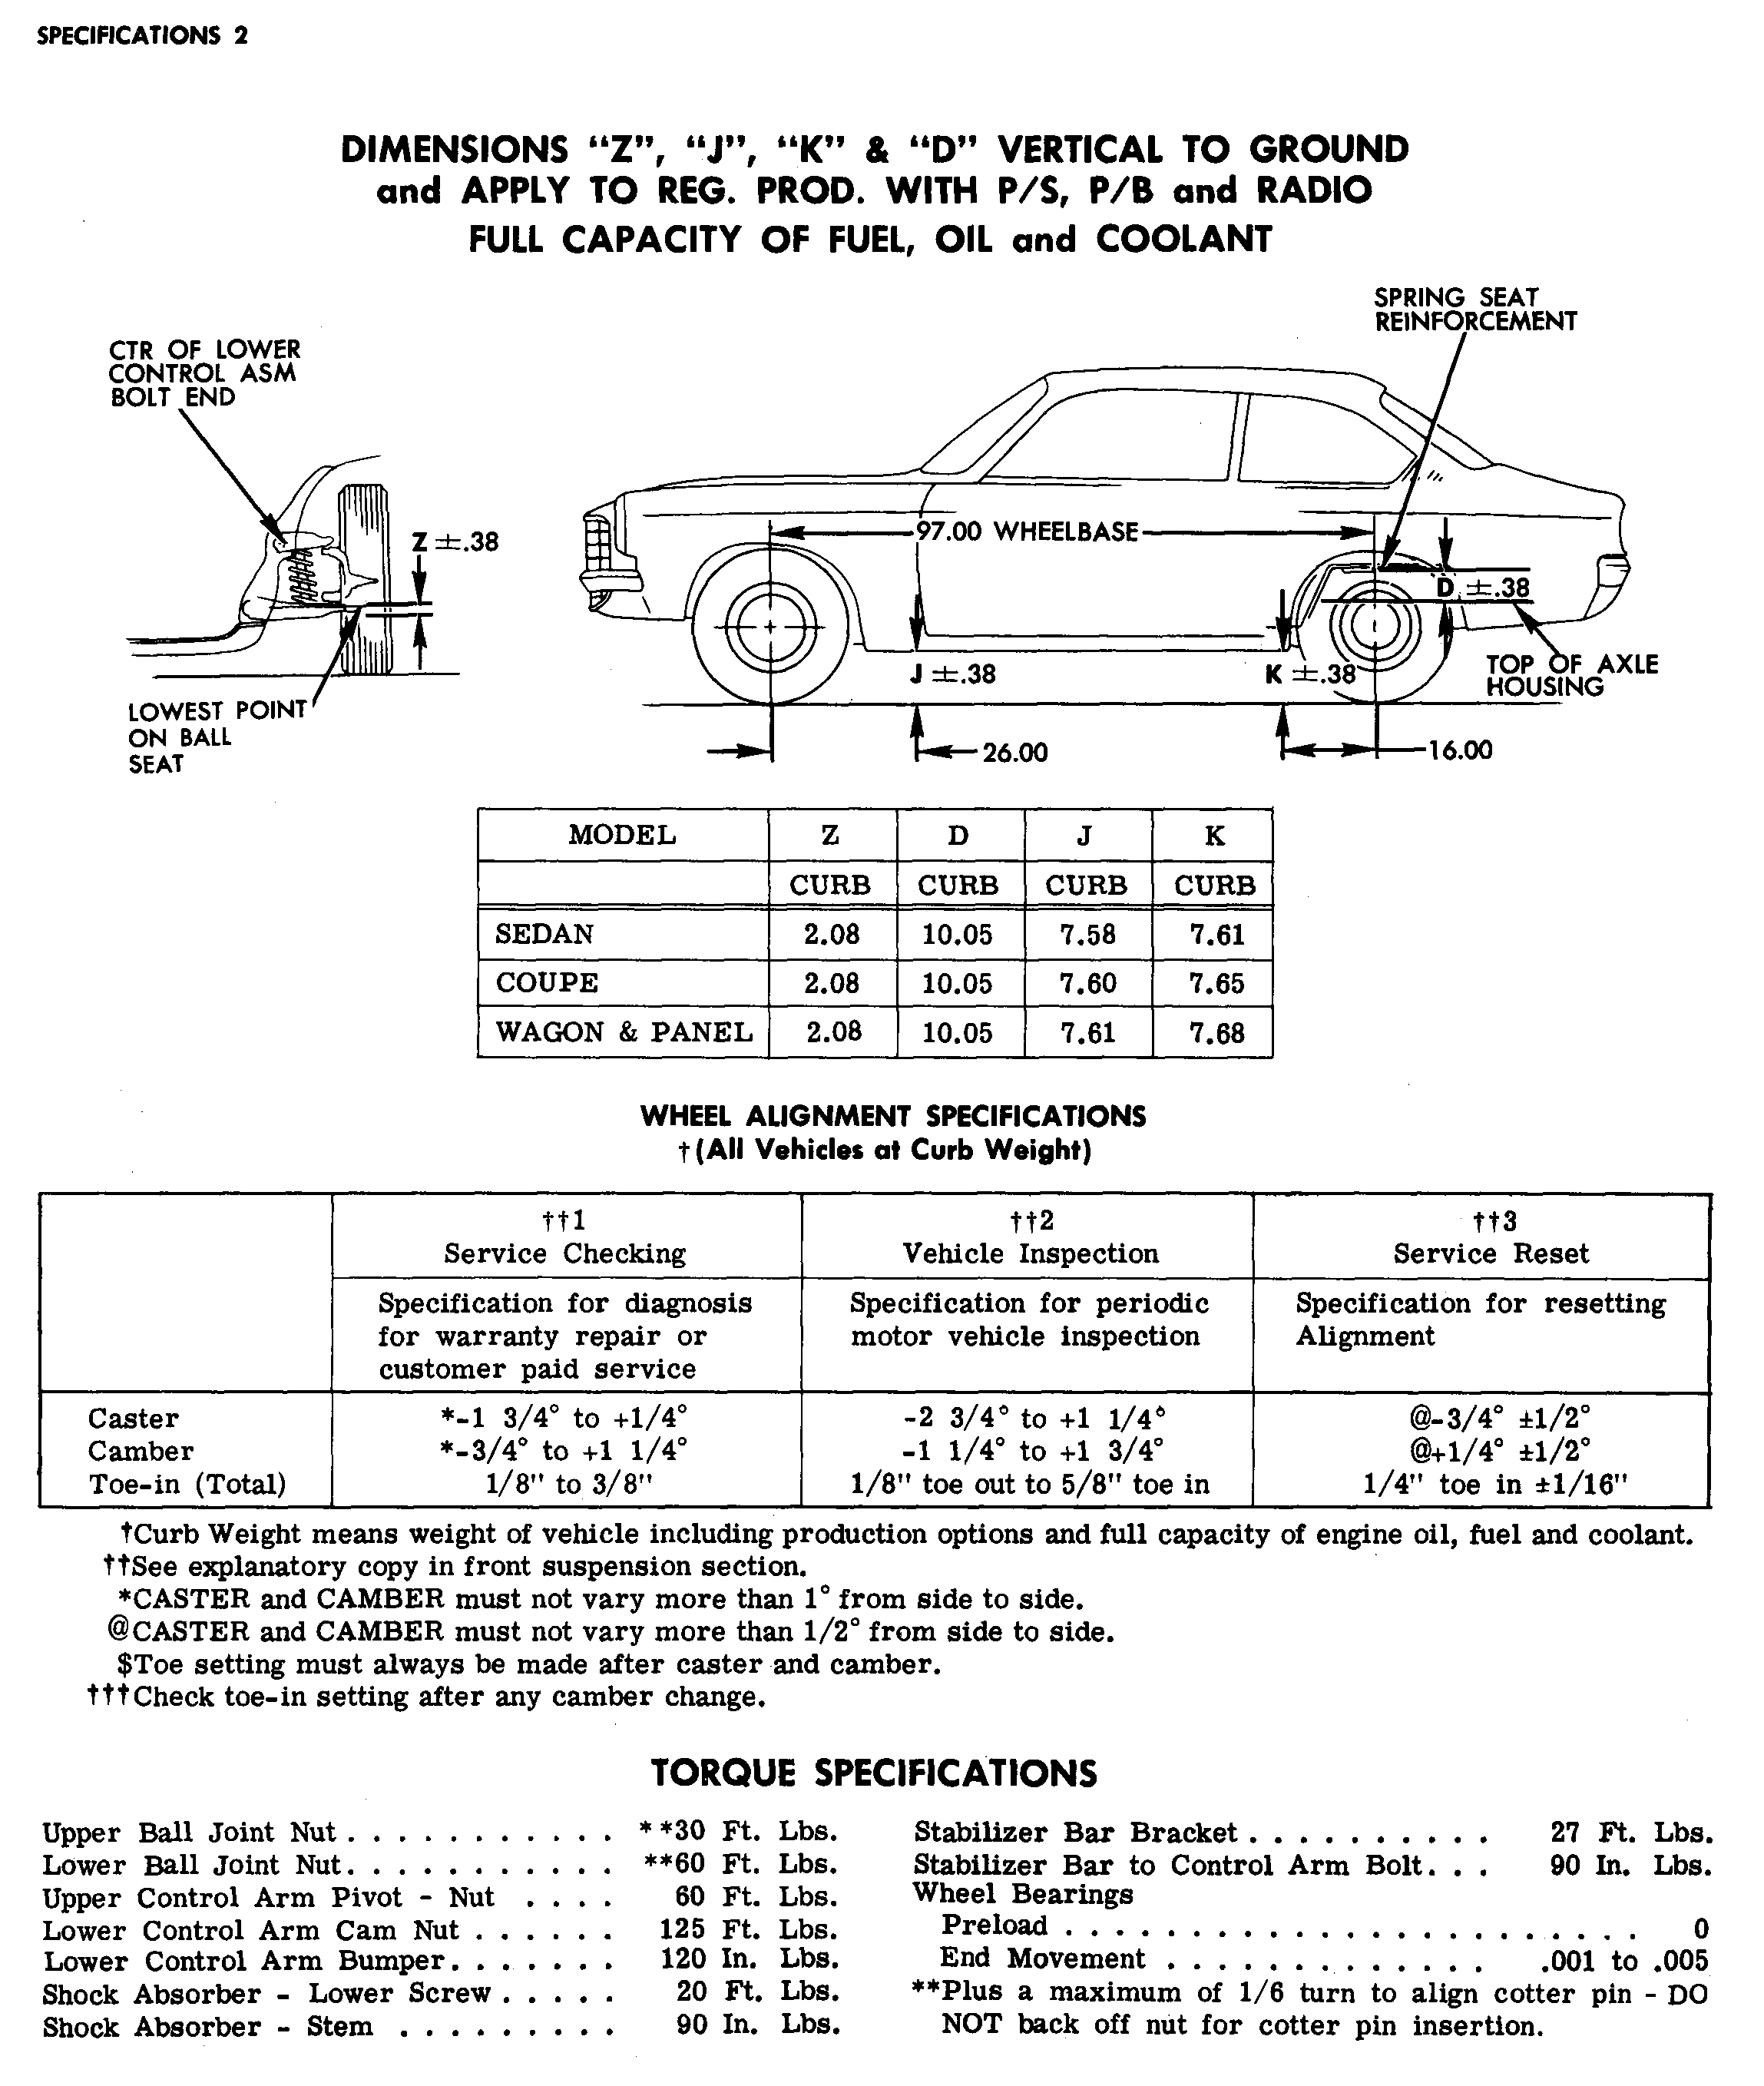 SPECIFICATIONS 2
DIMENSIONS "Z", "J", "K" & "D" VERTICAL TO GROUND
and APPLY TO REG. PROD. WITH P/S, P/B and RADIO
FULL CAPACITY OF FUEL, OIL and COOLANT
SPRING SEAT
REINFORCEMENT
CTR OF LOWER
CONTROL ASM
BOLT END
Z ±.38
97.00 WHEELBASE
D ±.38
J ±.38
K ±.38
TOP OF AXLE
HOUSING
LOWEST POINT
ON BALL
SEAT
26.00
16.00
MODEL Z D J K
CURB CURB CURB CURB
SEDAN 2.08 10.05 7.58 7.61
COUPE 2.08 10.05 7.60 7.65
WAGON & PANEL 2.08 10.05 7.61 7.68
WHEEL ALIGNMENT SPECIFICATIONS
†(All Vehicles at Curb Weight)
††1 ††2 ††3
Service Checking Vehicle Inspection Service Reset
Specification for diagnosis Specification for periodic Specification for resetting
for warranty repair or motor vehicle inspection Alignment
customer paid service
Caster *-1 3/4° to +1/4° -2 3/4° to +1 1/4° @-3/4° ±1/2°
Camber *-3/4° to +1 1/4° -1 1/4° to +1 3/4° @+1/4° ±1/2°
Toe-in (Total) 1/8" to 3/8" 1/8" toe out to 5/8" toe in 1/4" toe in ±1/16"
†Curb Weight means weight of vehicle including production options and full capacity of engine oil, fuel and coolant.
††See explanatory copy in front suspension section.
*CASTER and CAMBER must not vary more than 1° from side to side.
@CASTER and CAMBER must not vary more than 1/2° from side to side.
$Toe setting must always be made after caster and camber.
†††Check toe-in setting after any camber change.
TORQUE SPECIFICATIONS
Upper Ball Joint Nut . . . . . . . . . . . **30 Ft. Lbs.
Lower Ball Joint Nut. . . . . . . . . . . **60 Ft. Lbs.
Upper Control Arm Pivot - Nut . . . . 60 Ft. Lbs.
Lower Control Arm Cam Nut . . . . . . 125 Ft. Lbs.
Lower Control Arm Bumper. . . . . . . 120 In. Lbs.
Shock Absorber - Lower Screw . . . . . 20 Ft. Lbs.
Shock Absorber - Stem . . . . . . . . . 90 In. Lbs.
Stabilizer Bar Bracket . . . . . . . . . . 27 Ft. Lbs.
Stabilizer Bar to Control Arm Bolt. . . 90 In. Lbs.
Wheel Bearings
Preload . . . . . . . . . . . . . . . . . . . . . . 0
End Movement . . . . . . . . . . . . . .001 to .005
**Plus a maximum of 1/6 turn to align cotter pin - DO
NOT back off nut for cotter pin insertion.